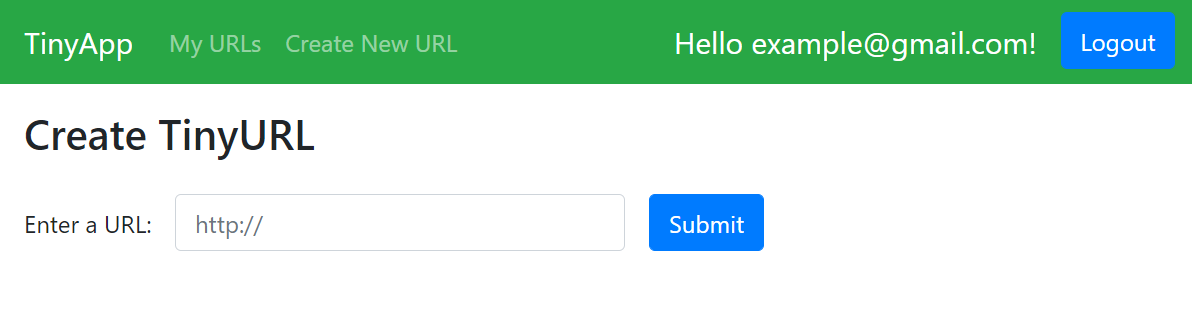 TinyApp My URLs Create New URL Hello example@gmail.com! Logout
Create TinyURL
Enter a URL: http:// Submit